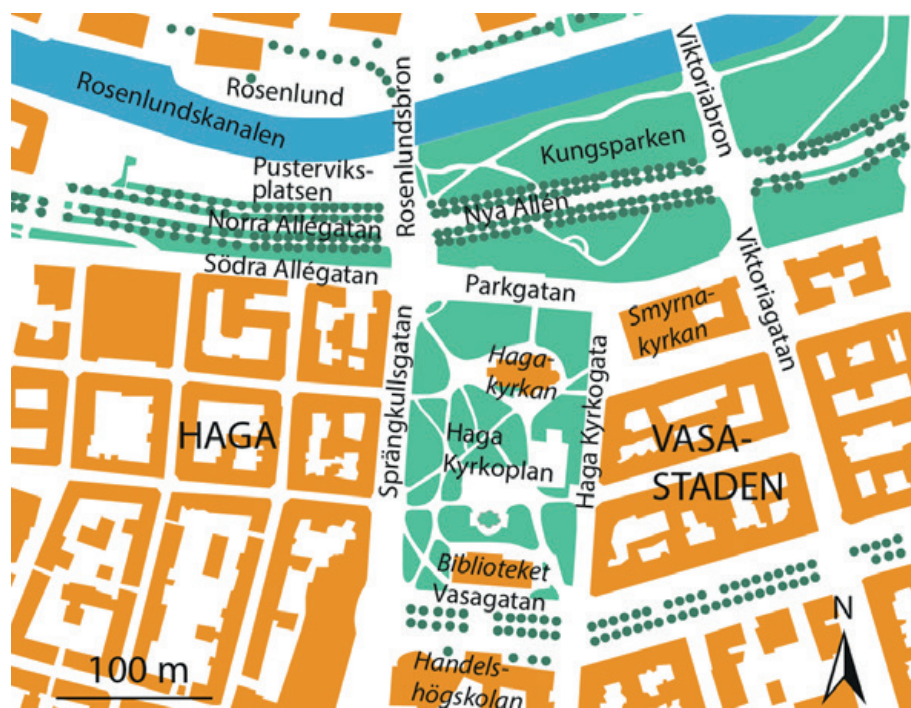 Rosenlundskanalen
Rosenlund
Rosenlundsbron
Viktoriabron
Kungsparken
Pusterviks-
platsen
Norra Allégatan
Nya Allén
Södra Allégatan
Parkgatan
Viktoriagatan
Smyrna-
kyrkan
Sprängkullsgatan
Haga-
kyrkan
Haga Kyrkogata
HAGA
Haga
Kyrkoplan
VASA-
STADEN
Biblioteket
Vasagatan
Handels-
högskolan
100 m
N